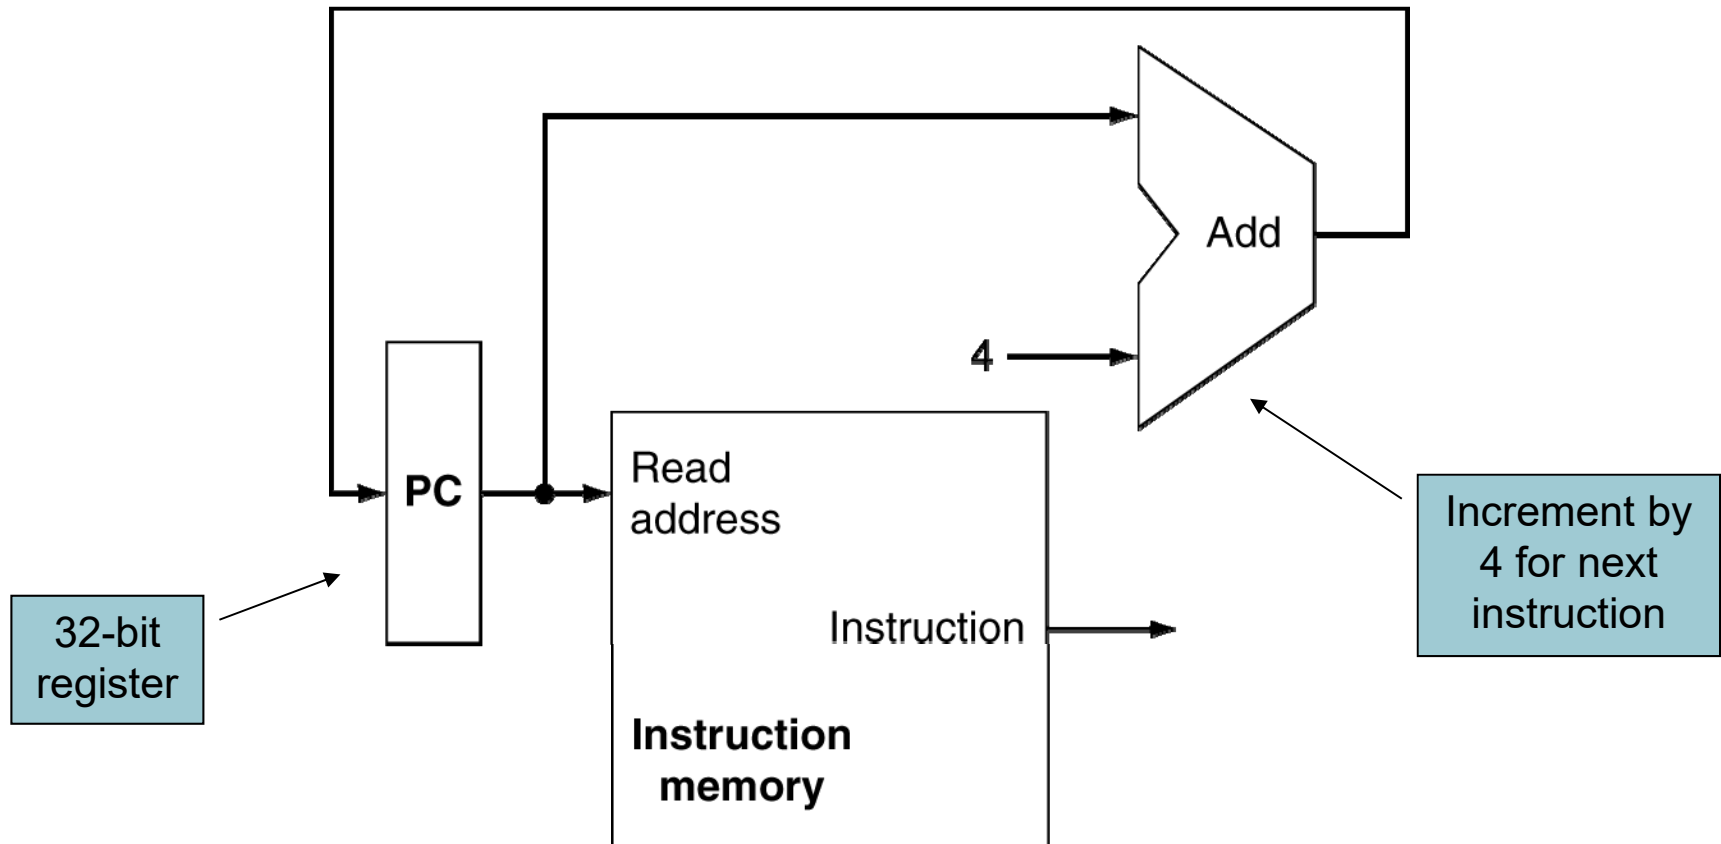 Add
4
PC
Read
address
Increment by
4 for next
instruction
32-bit
register
Instruction
Instruction
memory